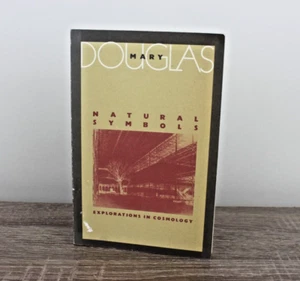 MARY
DOUGLAS
NATURAL
SYMBOLS
EXPLORATIONS IN COSMOLOGY